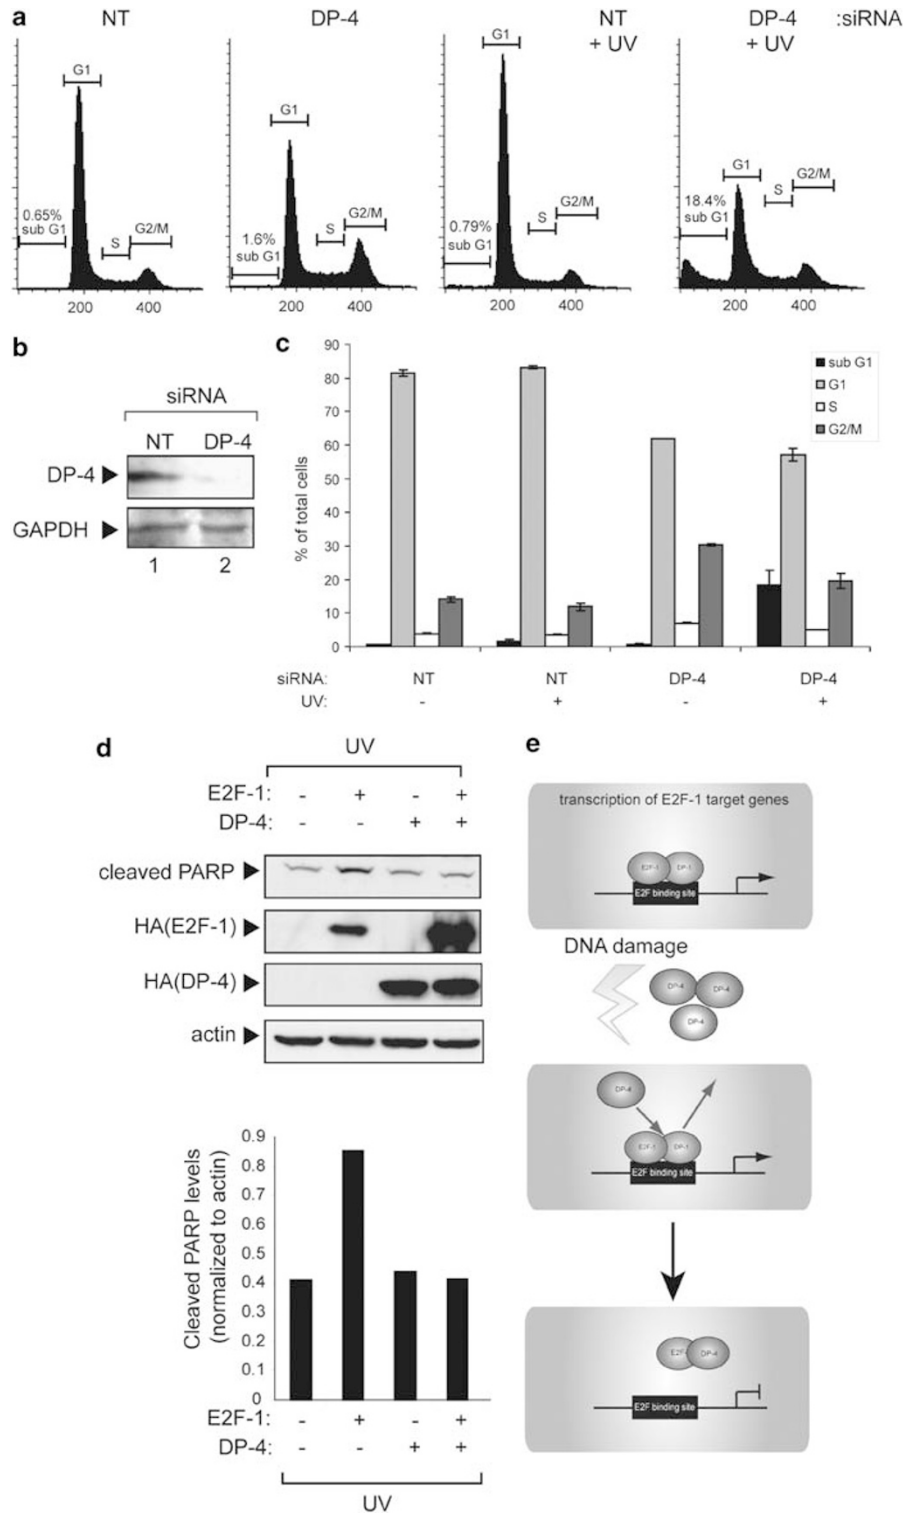 a
NT
DP-4
NT
+ UV
DP-4
+ UV
:siRNA
G1
0.65%
sub G1
S
G2/M
200
400
G1
1.6%
sub G1
S
G2/M
200
400
G1
0.79%
sub G1
S
G2/M
200
400
G1
18.4%
sub G1
S
G2/M
200
400
b
siRNA
NT
DP-4
DP-4
GAPDH
1
2
c
% of total cells
90
80
70
60
50
40
30
20
10
0
sub G1
G1
S
G2/M
siRNA: NT NT DP-4 DP-4
UV: - + - +
d
UV
E2F-1: - + - +
DP-4: - - + +
cleaved PARP
HA(E2F-1)
HA(DP-4)
actin
Cleaved PARP levels
(normalized to actin)
0.9
0.8
0.7
0.6
0.5
0.4
0.3
0.2
0.1
0
E2F-1: - + - +
DP-4: - - + +
UV
e
transcription of E2F-1 target genes
E2F-1
DP-1
E2F binding site
DNA damage
DP-4
DP-4
DP-4
DP-4
E2F-1
DP-1
E2F binding site
E2F-
DP-4
E2F binding site